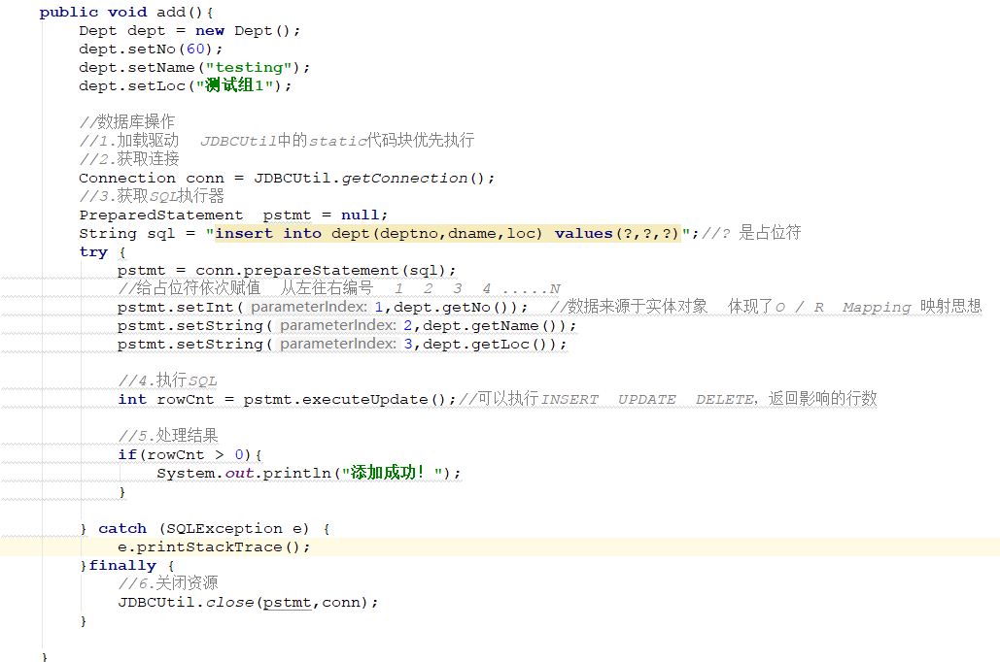 public void add(){
Dept dept = new Dept();
dept.setNo(60);
dept.setName("testing");
dept.setLoc("测试组1");
//数据库操作
//1.加载驱动 JDBCUtil中的static代码块优先执行
//2.获取连接
Connection conn = JDBCUtil.getConnection();
//3.获取SQL执行器
PreparedStatement pstmt = null;
String sql = "insert into dept(deptno,dname,loc) values(?,?,?)";//? 是占位符
try {
pstmt = conn.prepareStatement(sql);
//给占位符依次赋值 从左往右编号 1 2 3 4 .....N
pstmt.setInt( parameterIndex: 1,dept.getNo()); //数据来源于实体对象 体现了O / R Mapping 映射思想
pstmt.setString( parameterIndex: 2,dept.getName());
pstmt.setString( parameterIndex: 3,dept.getLoc());
//4.执行SQL
int rowCnt = pstmt.executeUpdate();//可以执行INSERT UPDATE DELETE，返回影响的行数
//5.处理结果
if(rowCnt > 0){
System.out.println("添加成功！");
}
} catch (SQLException e) {
e.printStackTrace();
}finally {
//6.关闭资源
JDBCUtil.close(pstmt,conn);
}
}